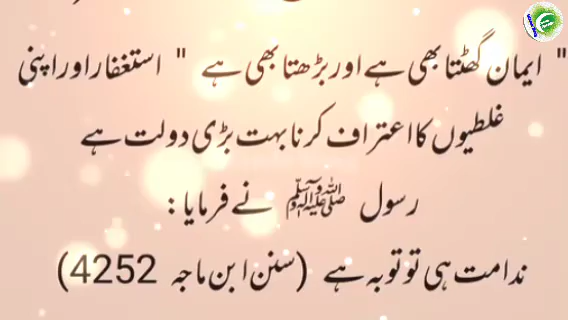 " ایمان گھٹتا بھی ہے اور بڑھتا بھی ہے " استغفار اور اپنی
غلطیوں کا اعتراف کرنا بہت بڑی دولت ہے
رسول ﷺ نے فرمایا :
ندامت ہی تو توبہ ہے (سنن ابن ماجہ 4252)